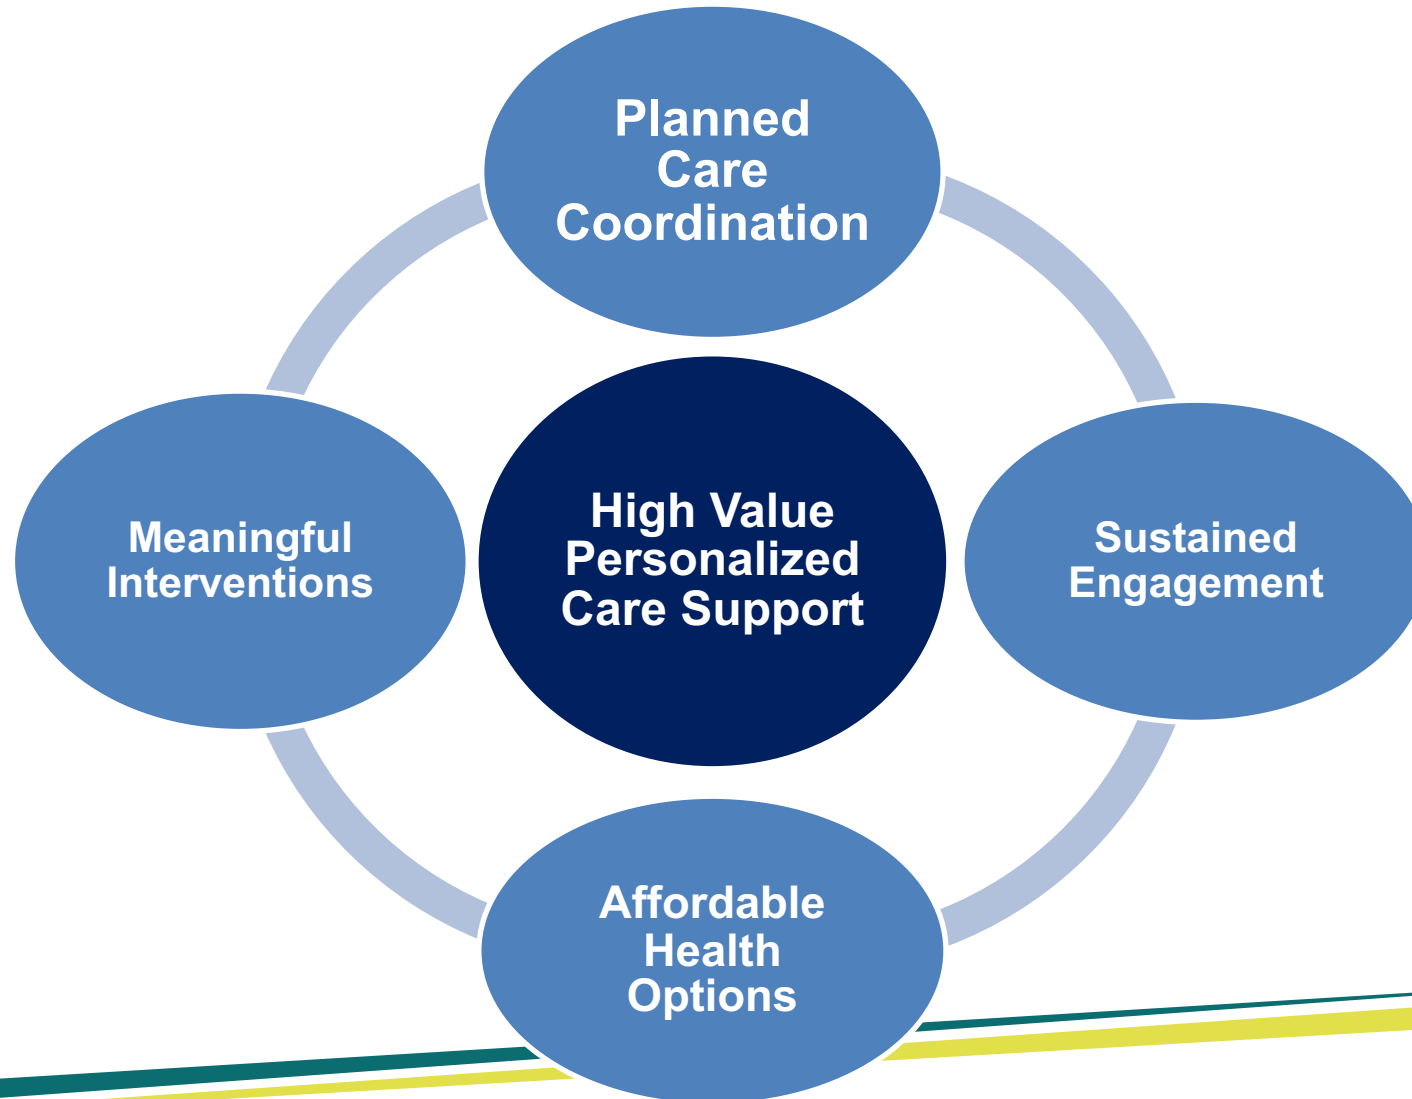 Planned
Care
Coordination
Meaningful
Interventions
High Value
Personalized
Care Support
Sustained
Engagement
Affordable
Health
Options